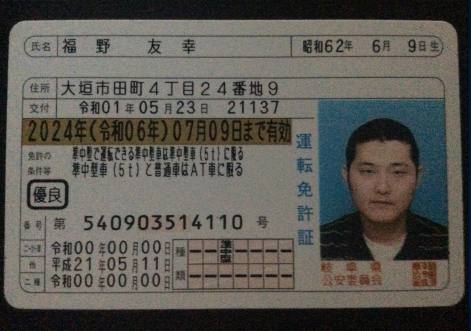 氏名 福野 友幸 昭和62年 6月 9日生
住所 大垣市田町4丁目24番地9
交付 令和01年05月23日 21137
2024年(令和06年)07月09日まで有効
免許の 準中型で運転できる準中型車は準中型車(5t)に限る
条件等 準中型車(5t)と普通車はAT車に限る
優良
番号 第 540903514110 号
二・小・原 令和00年00月00日
他 平成21年05月11日
二種 令和00年00月00日
種類
準中型
運転免許証
岐阜県
公安委員会